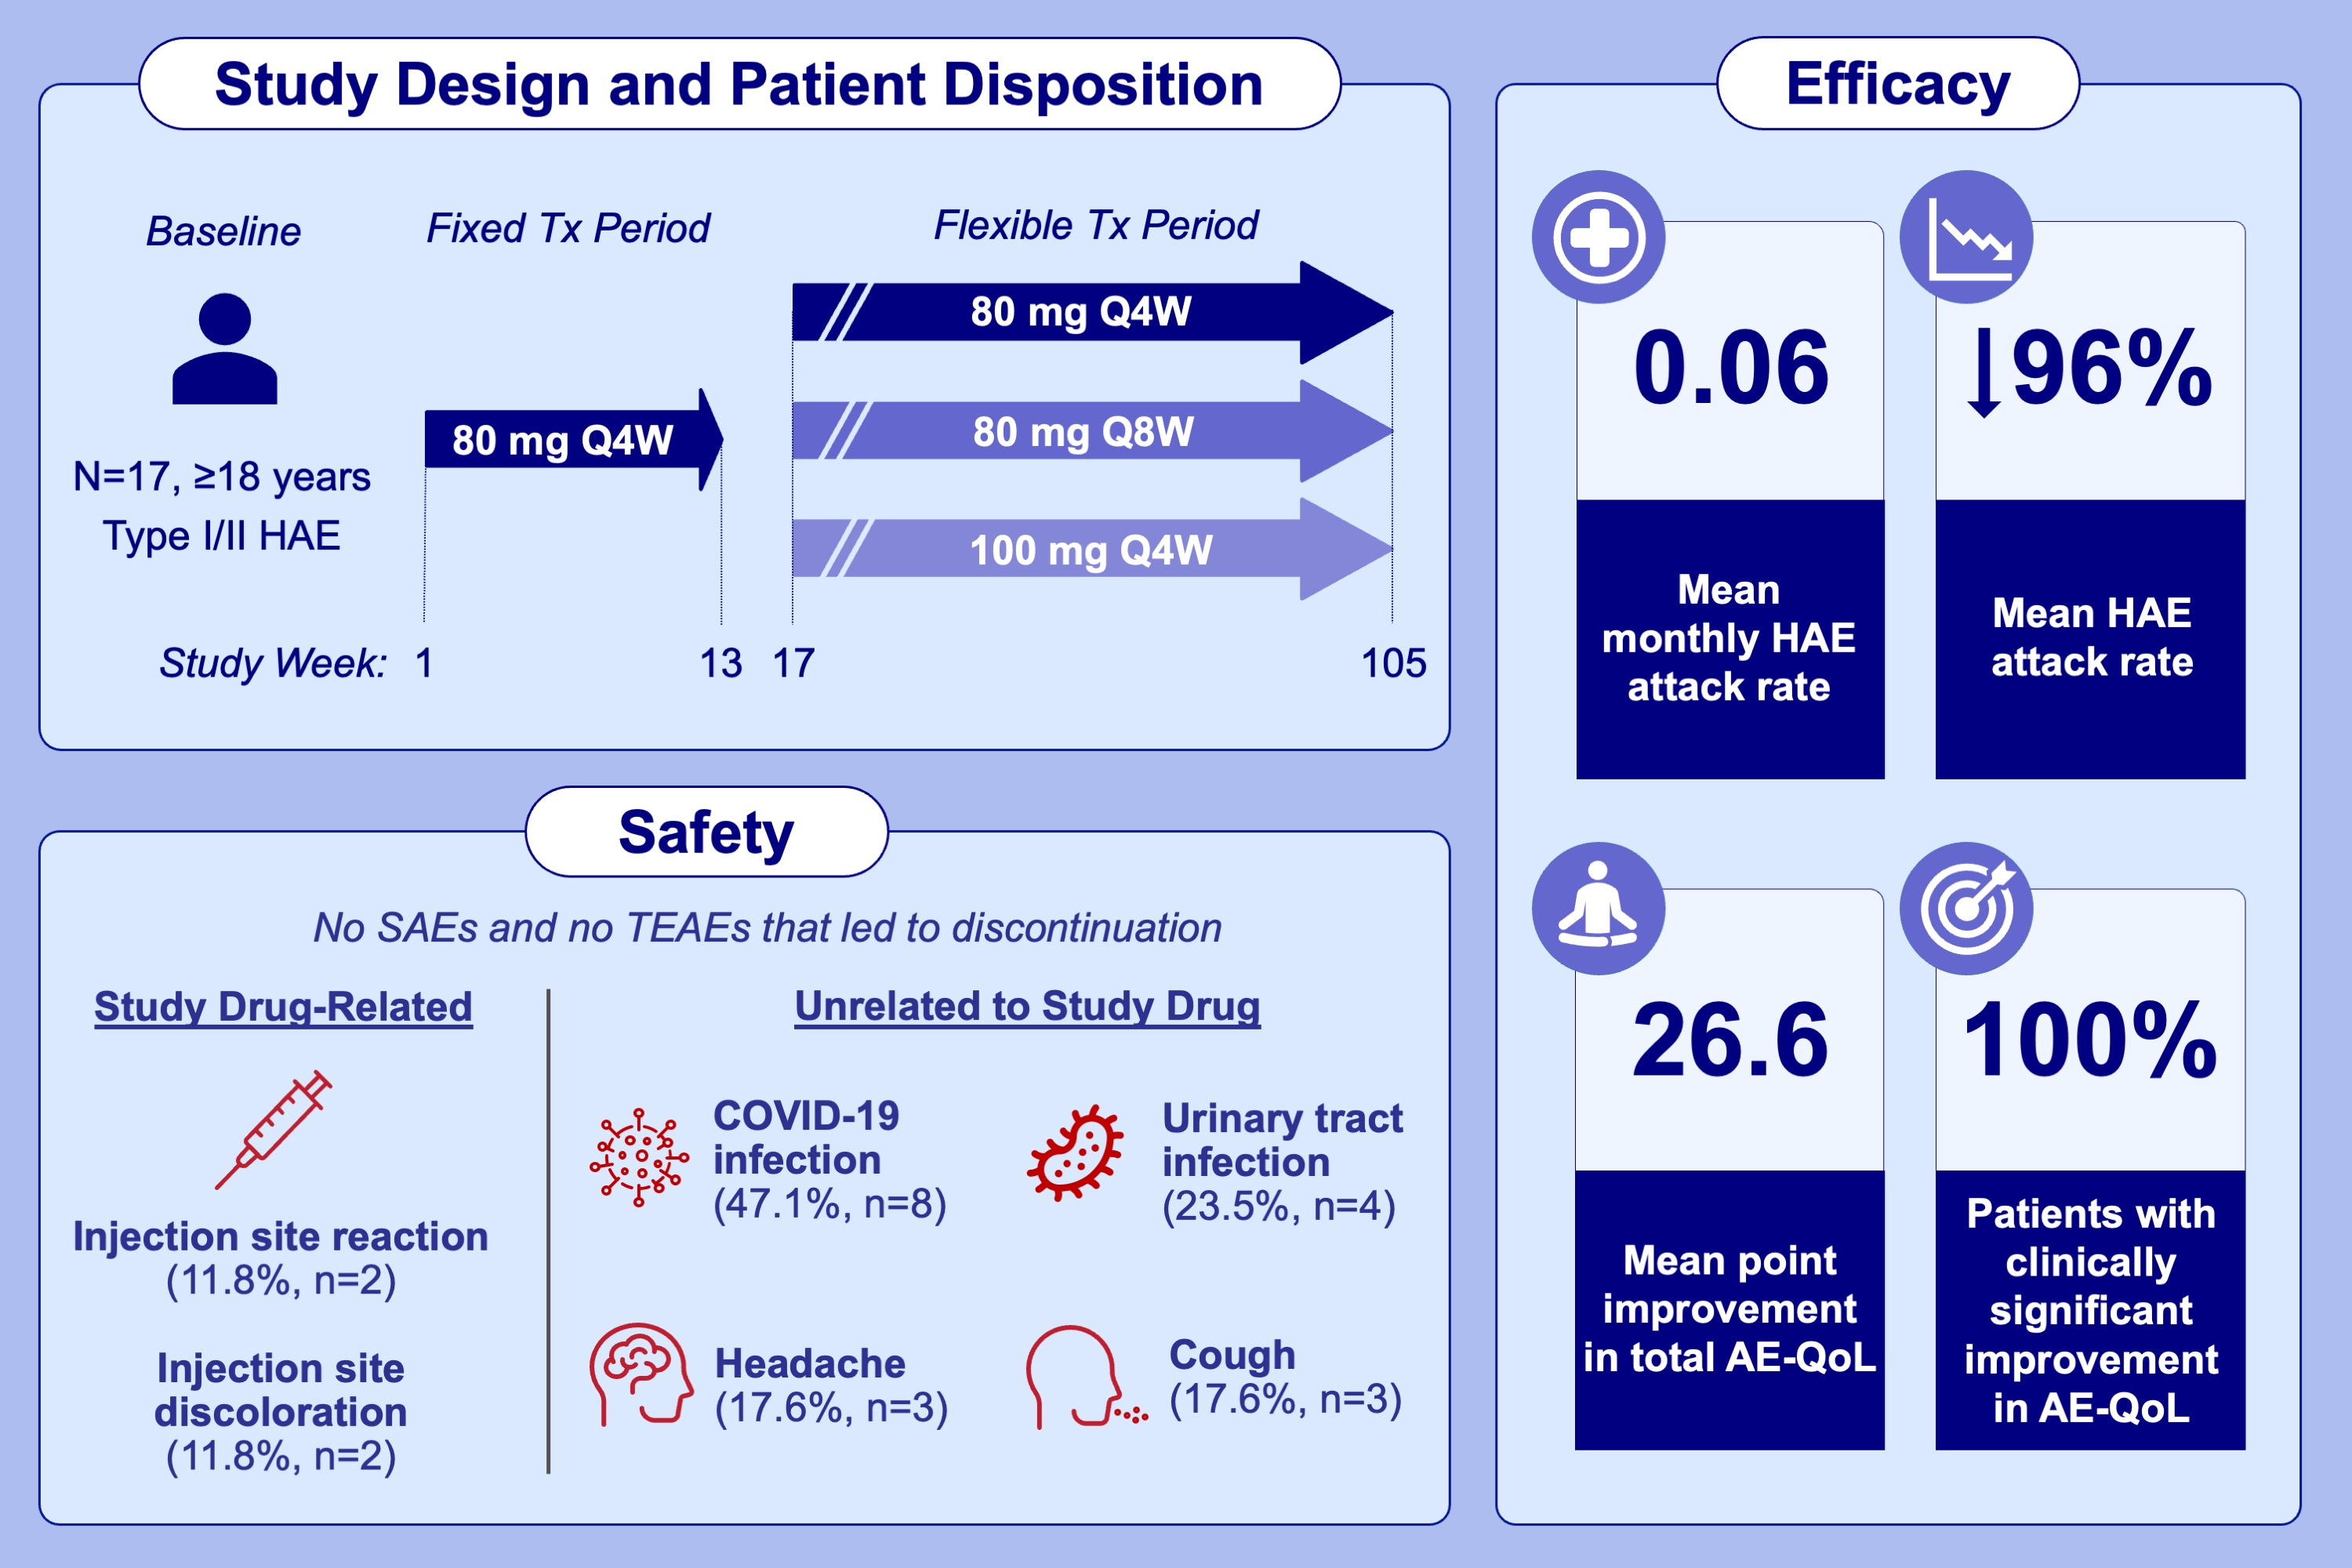 Study Design and Patient Disposition
Baseline
Fixed Tx Period
Flexible Tx Period
N=17, ≥18 years
Type I/II HAE
80 mg Q4W
80 mg Q4W
80 mg Q8W
100 mg Q4W
Study Week: 1 13 17 105
Safety
No SAEs and no TEAEs that led to discontinuation
Study Drug-Related
Injection site reaction
(11.8%, n=2)
Injection site
discoloration
(11.8%, n=2)
Unrelated to Study Drug
COVID-19
infection
(47.1%, n=8)
Urinary tract
infection
(23.5%, n=4)
Headache
(17.6%, n=3)
Cough
(17.6%, n=3)
Efficacy
0.06
Mean
monthly HAE
attack rate
↓96%
Mean HAE
attack rate
26.6
Mean point
improvement
in total AE-QoL
100%
Patients with
clinically
significant
improvement
in AE-QoL